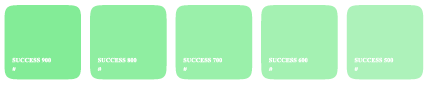 SUCCESS 900
#
SUCCESS 800
#
SUCCESS 700
#
SUCCESS 600
#
SUCCESS 500
#